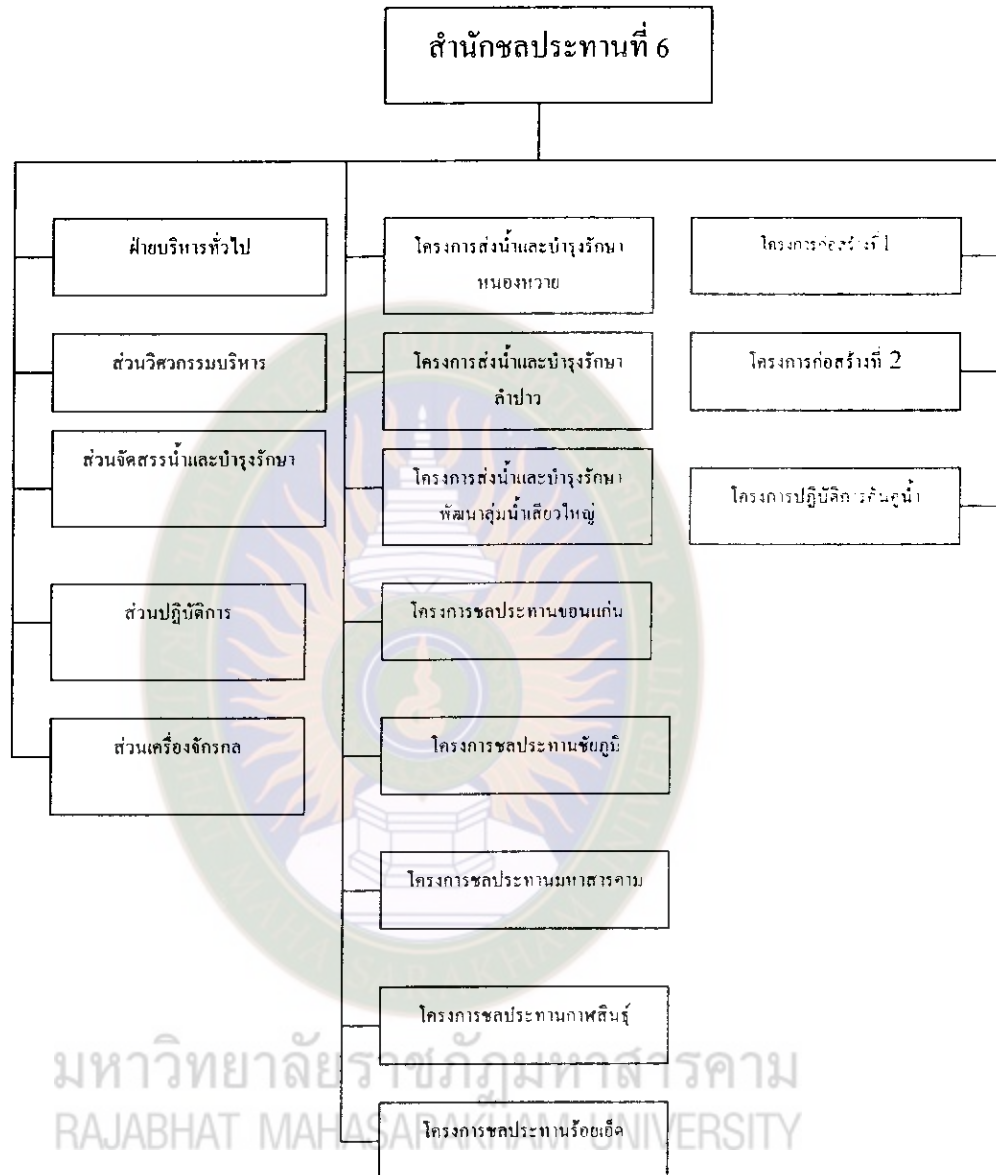 สำนักชลประทานที่ 6
ฝ่ายบริหารทั่วไป
ส่วนวิศวกรรมบริหาร
ส่วนจัดสรรน้ำและบำรุงรักษา
ส่วนปฏิบัติการ
ส่วนเครื่องจักรกล
โครงการส่งน้ำและบำรุงรักษา
หนองหวาย
โครงการส่งน้ำและบำรุงรักษา
ลำปาว
โครงการส่งน้ำและบำรุงรักษา
พัฒนาลุ่มน้ำเสียวใหญ่
โครงการชลประทานขอนแก่น
โครงการชลประทานชัยภูมิ
โครงการชลประทานมหาสารคาม
โครงการชลประทานกาฬสินธุ์
โครงการชลประทานร้อยเอ็ด
โครงการก่อสร้างที่ 1
โครงการก่อสร้างที่ 2
โครงการปฏิบัติการคันคูน้ำ
มหาวิทยาลัยราชภัฏมหาสารคาม
RAJABHAT MAHASARAKHAM UNIVERSITY